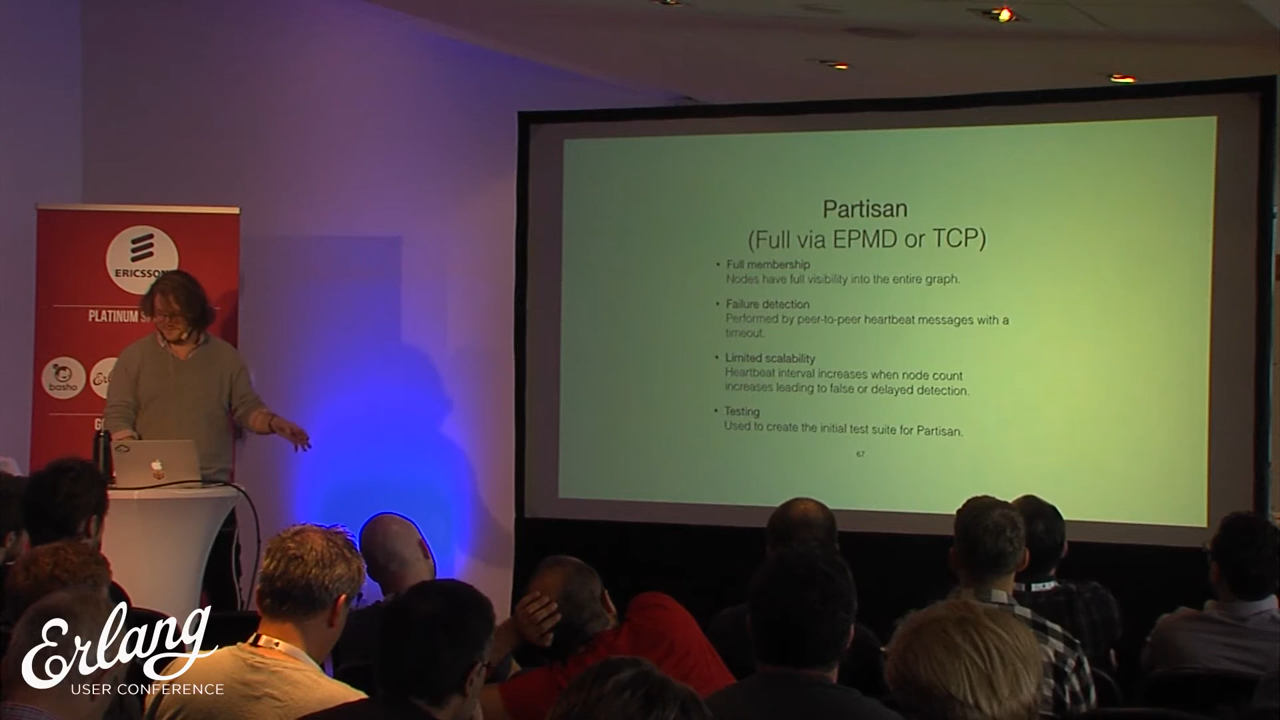 ERICSSON
PLATINUM
basho
Partisan
(Full via EPMD or TCP)
• Full membership
Nodes have full visibility into the entire graph.
• Failure detection
Performed by peer-to-peer heartbeat messages with a
timeout.
• Limited scalability
Heartbeat interval increases when node count
increases leading to false or delayed detection.
• Testing
Used to create the initial test suite for Partisan.
67
Erlang
USER CONFERENCE